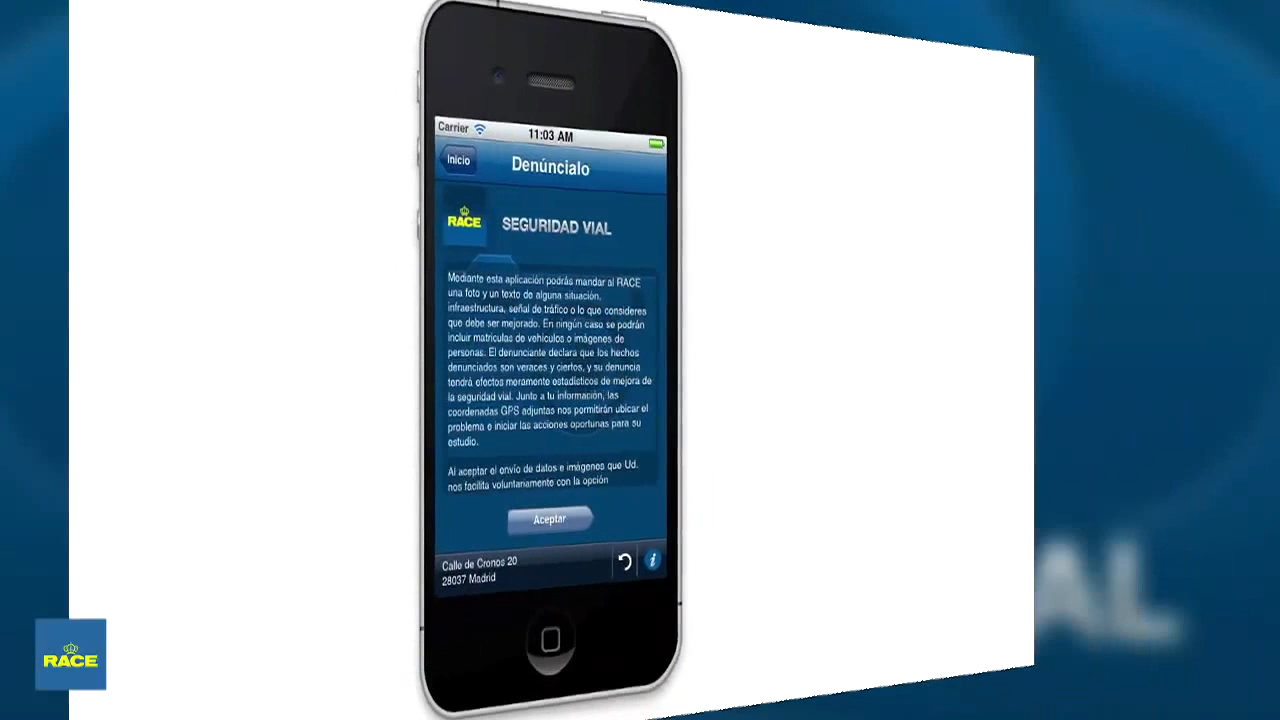 Carrier
11:03 AM
Inicio
Denúncialo
RACE
SEGURIDAD VIAL
Mediante esta aplicación podrás mandar al RACE
una foto y un texto de alguna situación,
infraestructura, señal de tráfico o lo que consideres
que debe ser mejorado. En ningún caso se podrán
incluir matriculas de vehículos o imágenes de
personas. El denunciante declara que los hechos
denunciados son veraces y ciertos, y su denuncia
tendrá efectos meramente estadísticos de mejora de
la seguridad vial. Junto a tu información, las
coordenadas GPS adjuntas nos permitirán ubicar el
problema e iniciar las acciones oportunas para su
estudio.
Al aceptar el envío de datos e imágenes que Ud.
nos facilita voluntariamente con la opción
Aceptar
Calle de Cronos 20
28037 Madrid
i
RACE
AL